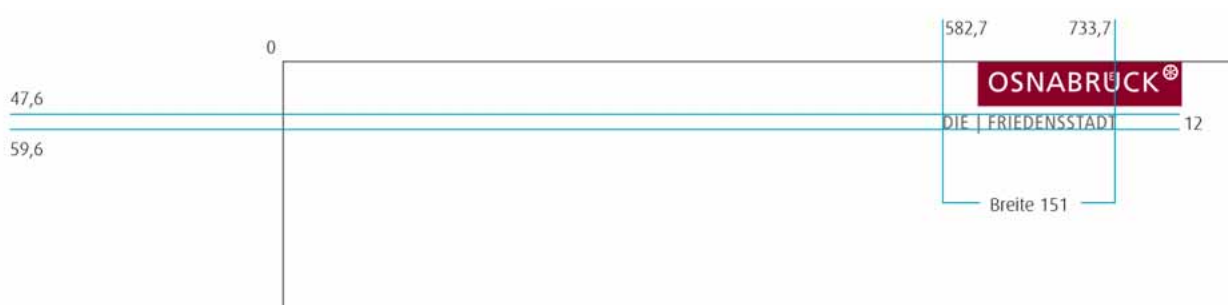 582,7 733,7
0
OSNABRÜCK
47,6
DIE | FRIEDENSSTADT 12
59,6
Breite 151